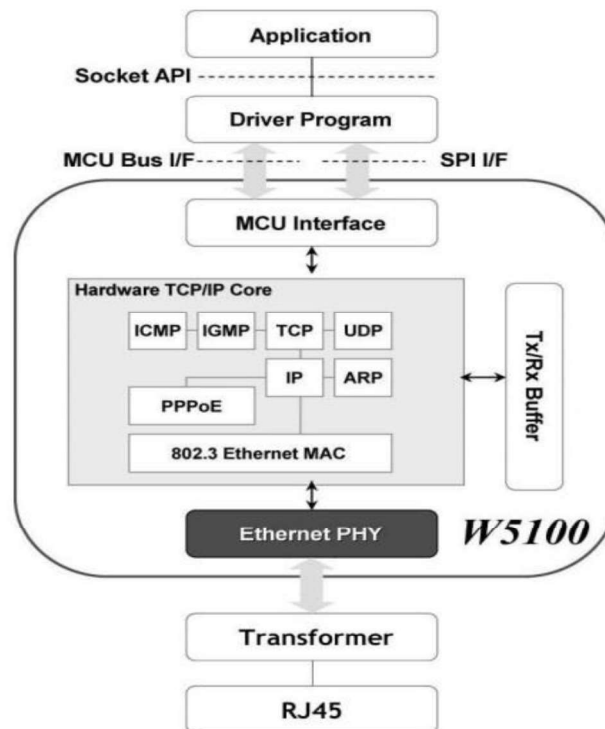 Application
Socket API
Driver Program
MCU Bus I/F
SPI I/F
MCU Interface
Hardware TCP/IP Core
ICMP
IGMP
TCP
UDP
IP
ARP
PPPoE
802.3 Ethernet MAC
Tx/Rx Buffer
Ethernet PHY
W5100
Transformer
RJ45